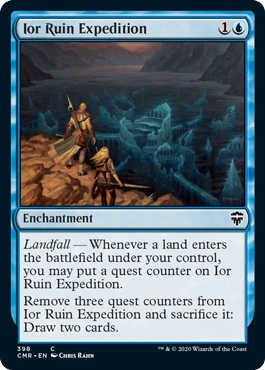 Ior Ruin Expedition 1
Enchantment
Landfall — Whenever a land enters
the battlefield under your control,
you may put a quest counter on Ior
Ruin Expedition.
Remove three quest counters from
Ior Ruin Expedition and sacrifice it:
Draw two cards.
398 C
CMR • EN Chris Rahn
™ & © 2020 Wizards of the Coast